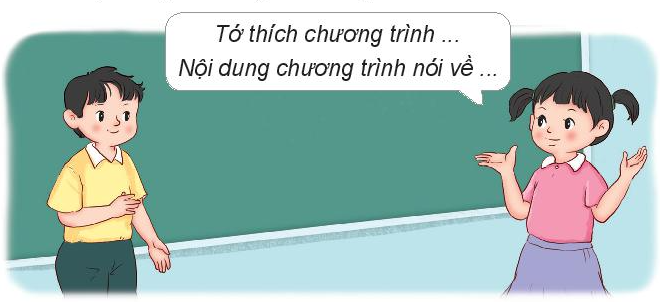 Tớ thích chương trình ...
Nội dung chương trình nói về ...